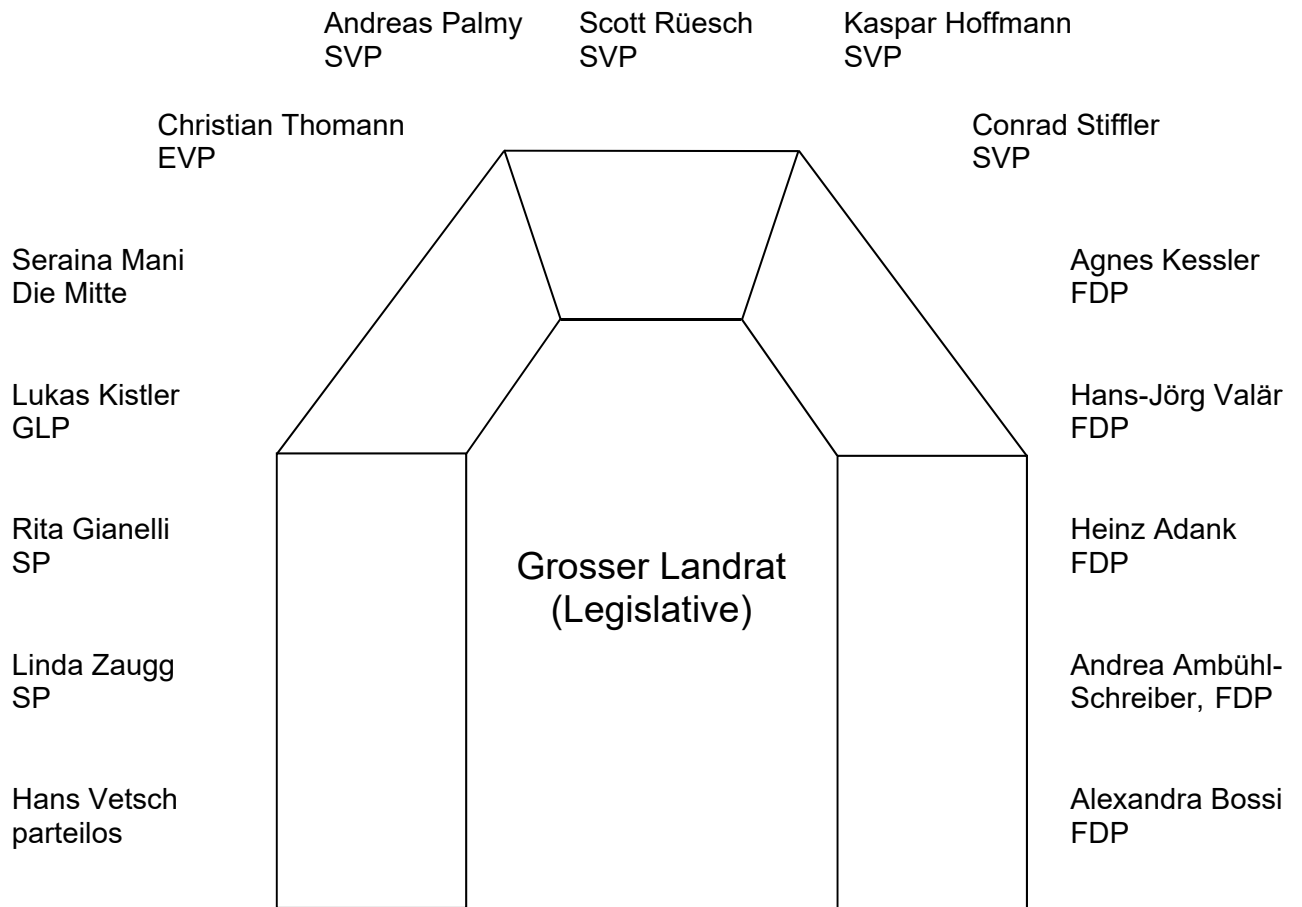 Andreas Palmy
SVP
Scott Rüesch
SVP
Kaspar Hoffmann
SVP
Christian Thomann
EVP
Conrad Stiffler
SVP
Seraina Mani
Die Mitte
Agnes Kessler
FDP
Lukas Kistler
GLP
Hans-Jörg Valär
FDP
Rita Gianelli
SP
Heinz Adank
FDP
Grosser Landrat
(Legislative)
Linda Zaugg
SP
Andrea Ambühl-
Schreiber, FDP
Hans Vetsch
parteilos
Alexandra Bossi
FDP